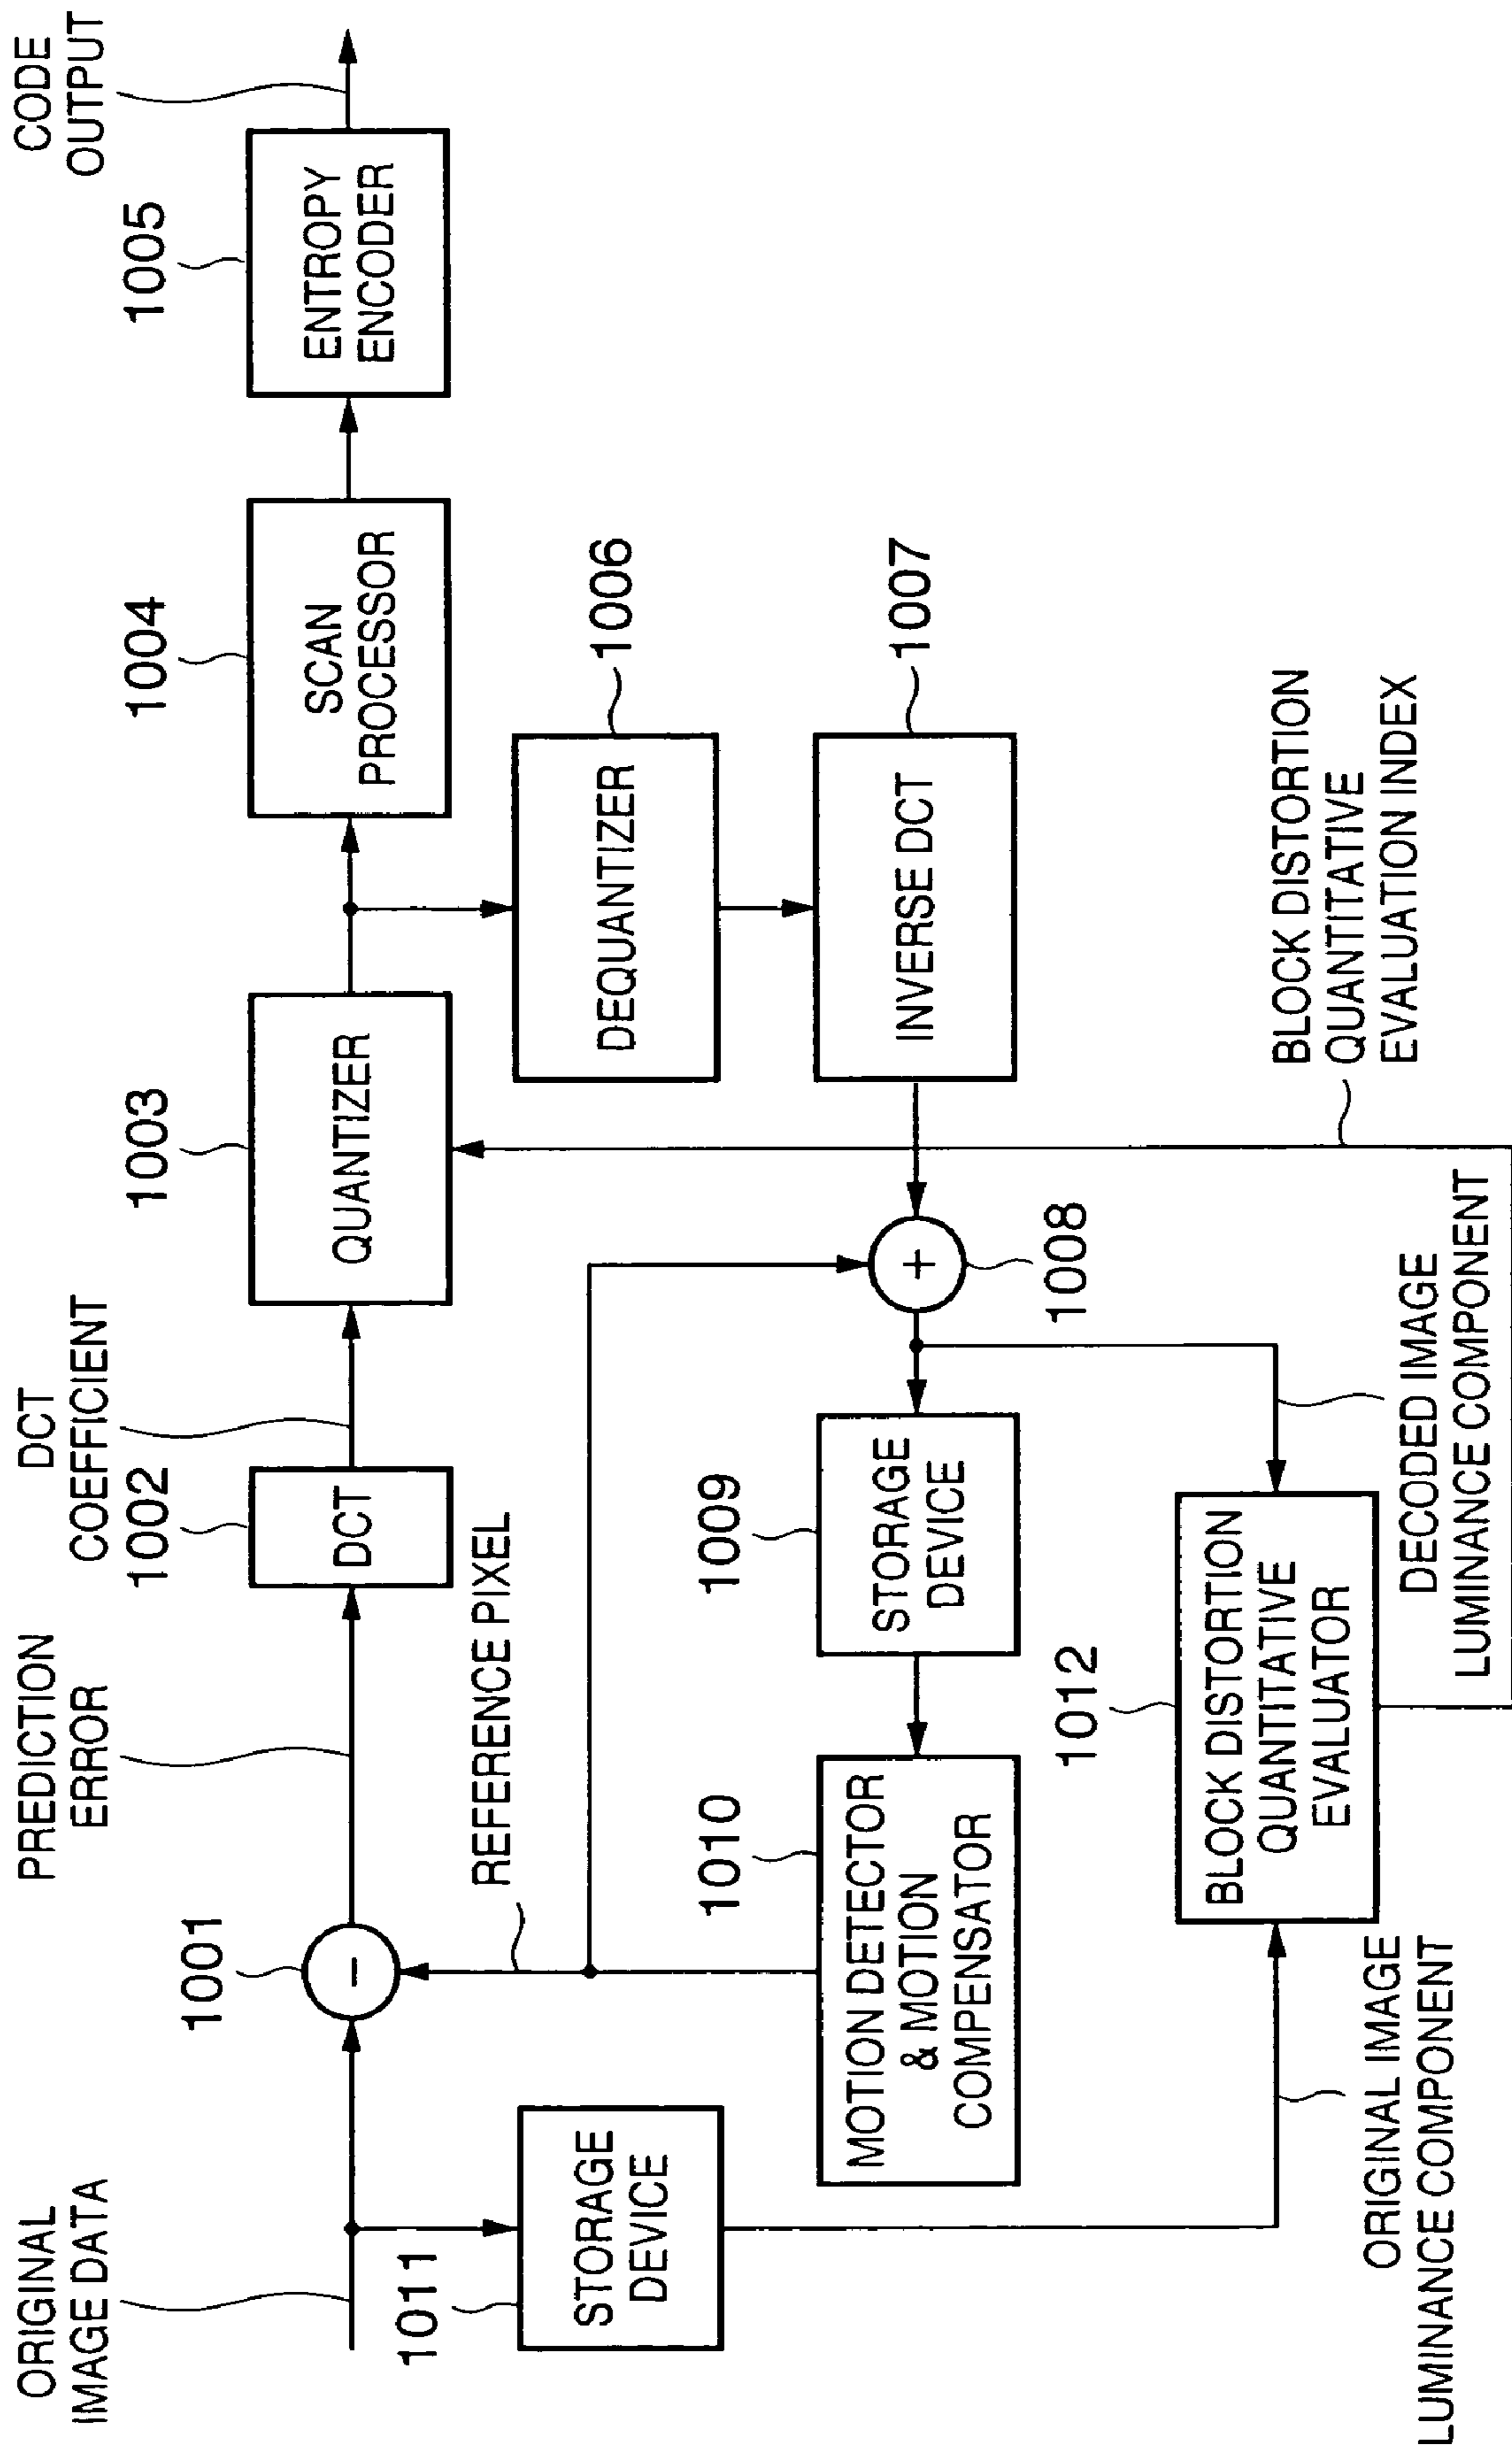 ORIGINAL
IMAGE DATA
PREDICTION
ERROR
DCT
COEFFICIENT
CODE
OUTPUT
1001
1002
1003
1004
1005
DCT
QUANTIZER
SCAN
PROCESSOR
ENTROPY
ENCODER
1011
STORAGE
DEVICE
REFERENCE PIXEL
DEQUANTIZER
1006
1010
MOTION DETECTOR
& MOTION
COMPENSATOR
1009
STORAGE
DEVICE
+
1008
INVERSE DCT
1007
1012
BLOCK DISTORTION
QUANTITATIVE
EVALUATOR
BLOCK DISTORTION
QUANTITATIVE
EVALUATION INDEX
ORIGINAL IMAGE
LUMINANCE COMPONENT
DECODED IMAGE
LUMINANCE COMPONENT